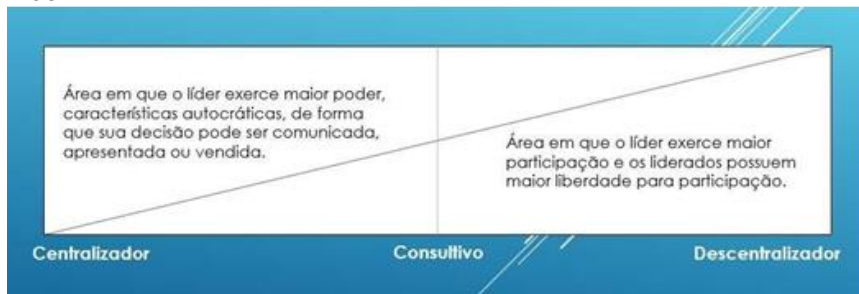 Área em que o líder exerce maior poder,
características autocráticas, de forma
que sua decisão pode ser comunicada,
apresentada ou vendida.
Área em que o líder exerce maior
participação e os liderados possuem
maior liberdade para participação.
Centralizador
Consultivo
Descentralizador